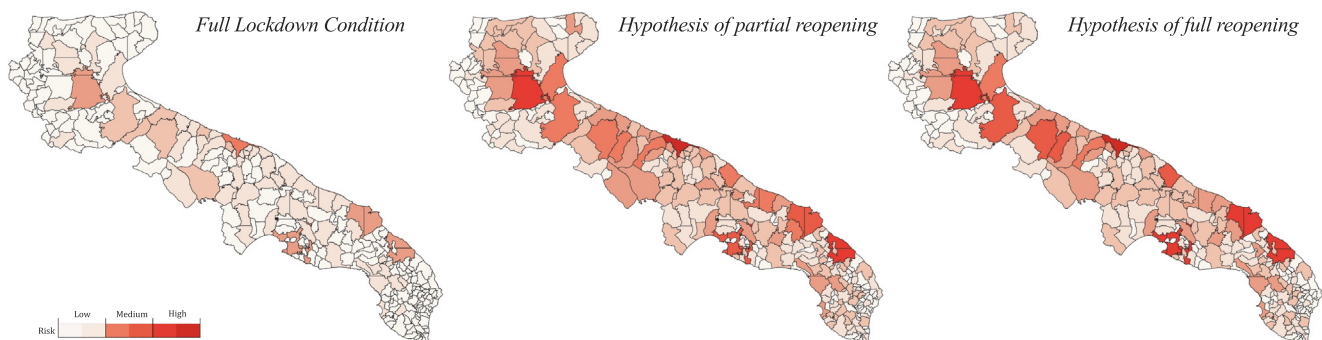 Full Lockdown Condition
Hypothesis of partial reopening
Hypothesis of full reopening
Low Medium High
Risk